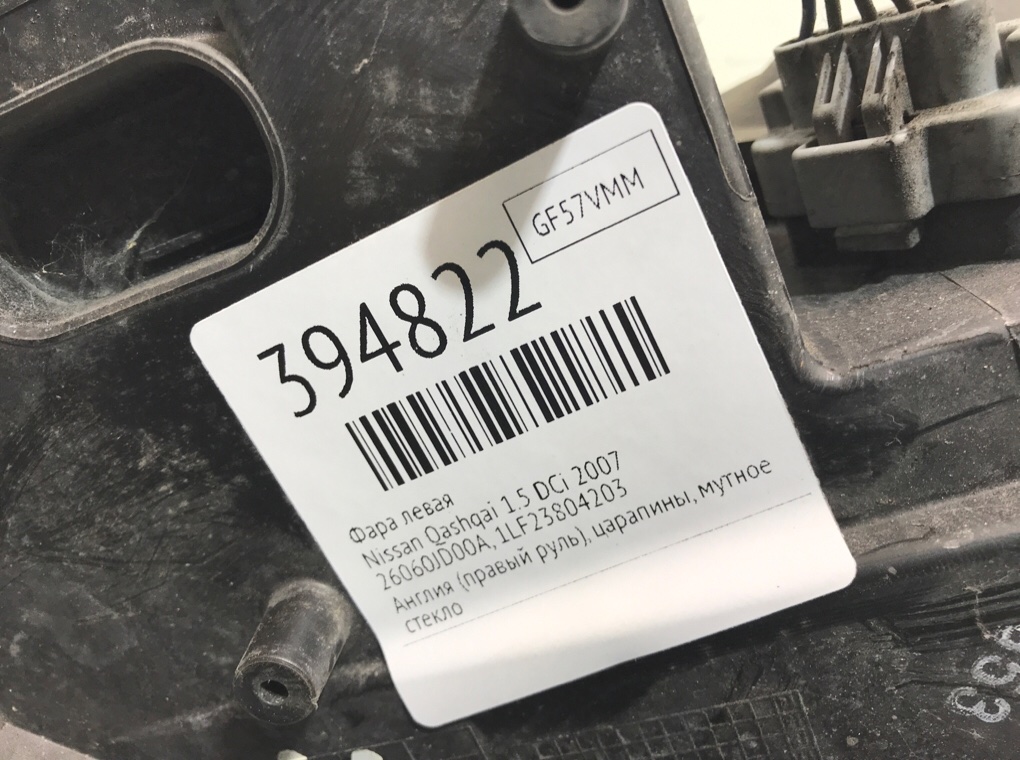 GF57VMM
394822
Фара левая
Nissan Qashqai 1.5 DCi 2007
26060JD00A, 1LF23804203
Англия (правый руль), царапины, мутное
стекло